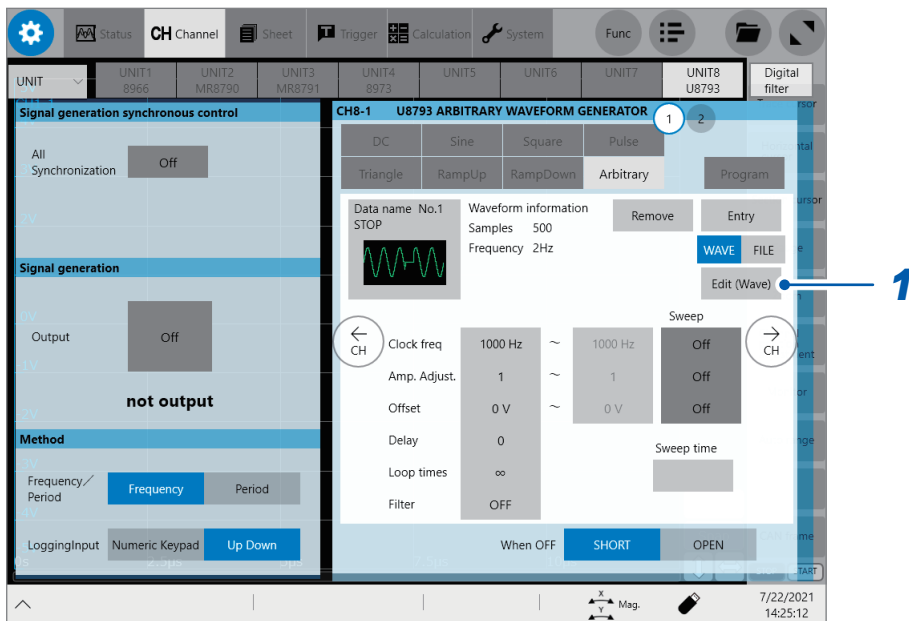 Status CH Channel Sheet Trigger Calculation System Func
UNIT UNIT1 UNIT2 UNIT3 UNIT4 UNIT5 UNIT6 UNIT7 UNIT8 Digital
8966 MR8790 MR8791 8973 U8793 filter
Signal generation synchronous control
All
Synchronization Off
Signal generation
Output Off
not output
Method
Frequency/
Period Frequency Period
LoggingInput Numeric Keypad Up Down
CH8-1 U8793 ARBITRARY WAVEFORM GENERATOR 1 2
DC Sine Square Pulse
Triangle RampUp RampDown Arbitrary Program
Data name No.1
STOP
Waveform information
Samples 500
Frequency 2Hz
Remove Entry
WAVE FILE
Edit (Wave)
1
Sweep
← CH
→ CH
Clock freq 1000 Hz ~ 1000 Hz Off
Amp. Adjust. 1 ~ 1 Off
Offset 0 V ~ 0 V Off
Delay 0
Sweep time
Loop times ∞
Filter OFF
When OFF SHORT OPEN
X
Y Mag.
7/22/2021
14:25:12